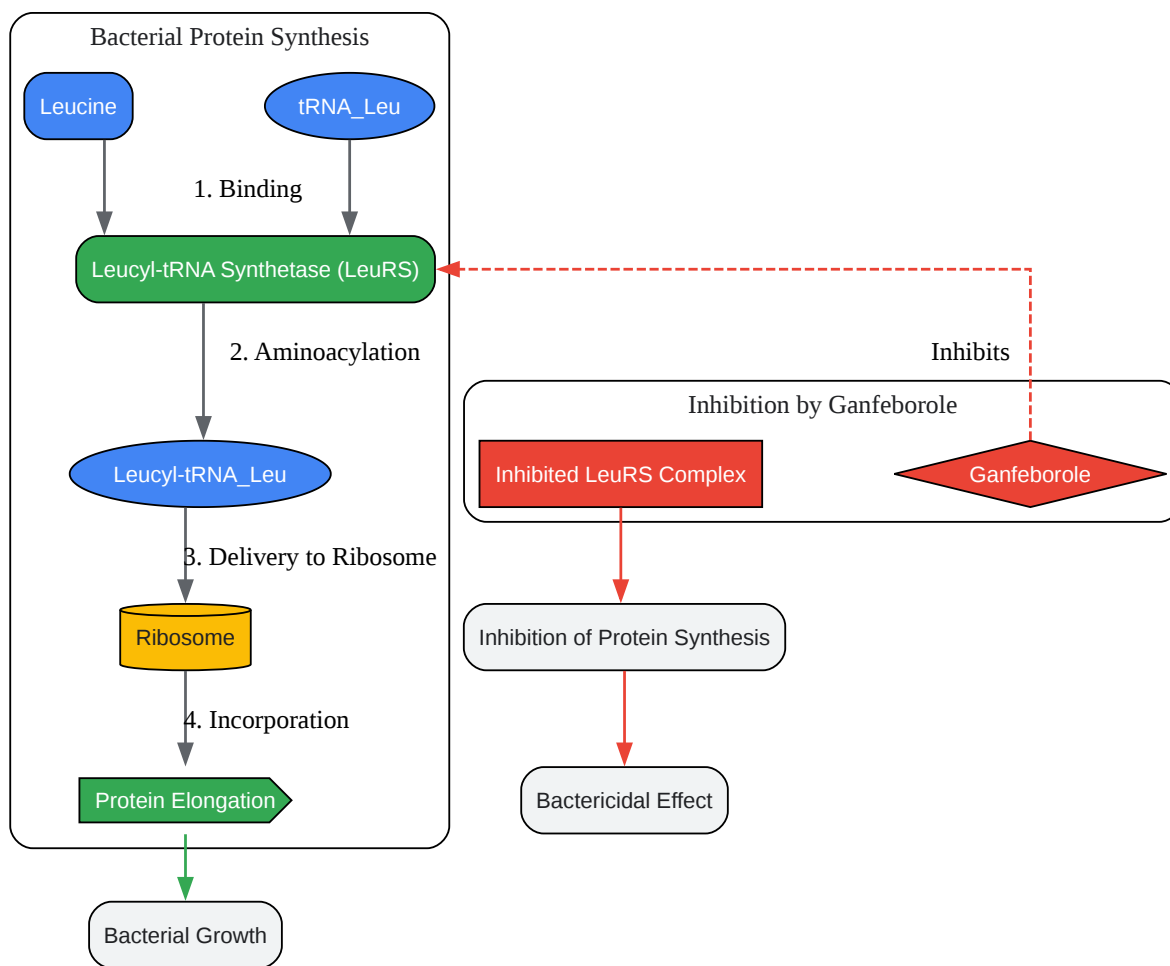 Bacterial Protein Synthesis
Leucine
tRNA_Leu
1. Binding
Leucyl-tRNA Synthetase (LeuRS)
2. Aminoacylation
Inhibits
Inhibition by Ganfeborole
Leucyl-tRNA_Leu
Inhibited LeuRS Complex
Ganfeborole
3. Delivery to Ribosome
Ribosome
Inhibition of Protein Synthesis
4. Incorporation
Protein Elongation
Bactericidal Effect
Bacterial Growth